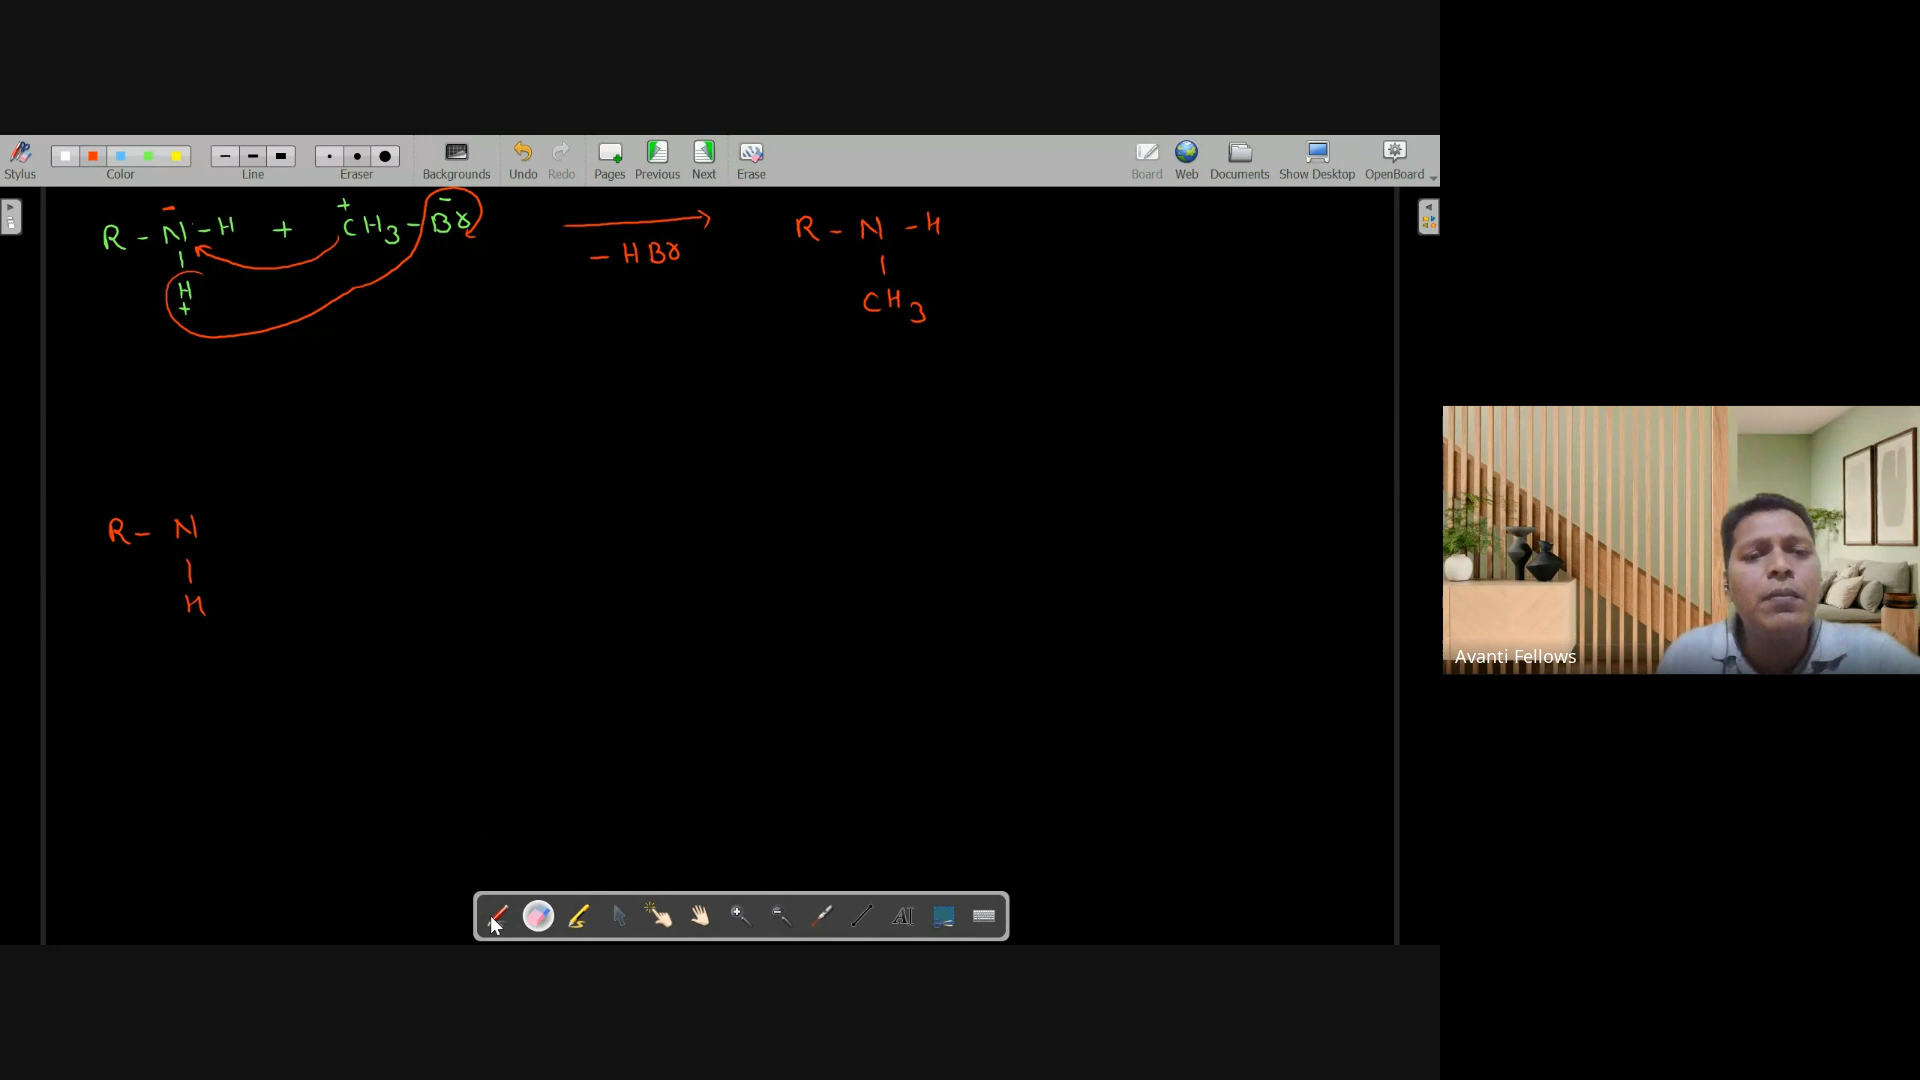 Stylus Color Line Eraser Backgrounds Undo Redo Pages Previous Next Erase Board Web Documents Show Desktop OpenBoard
R - N - H + CH3 - Br → R - N - H
- +  -
- HBr
|
H
+
|
CH3
R - N
|
H
Avanti Fellows